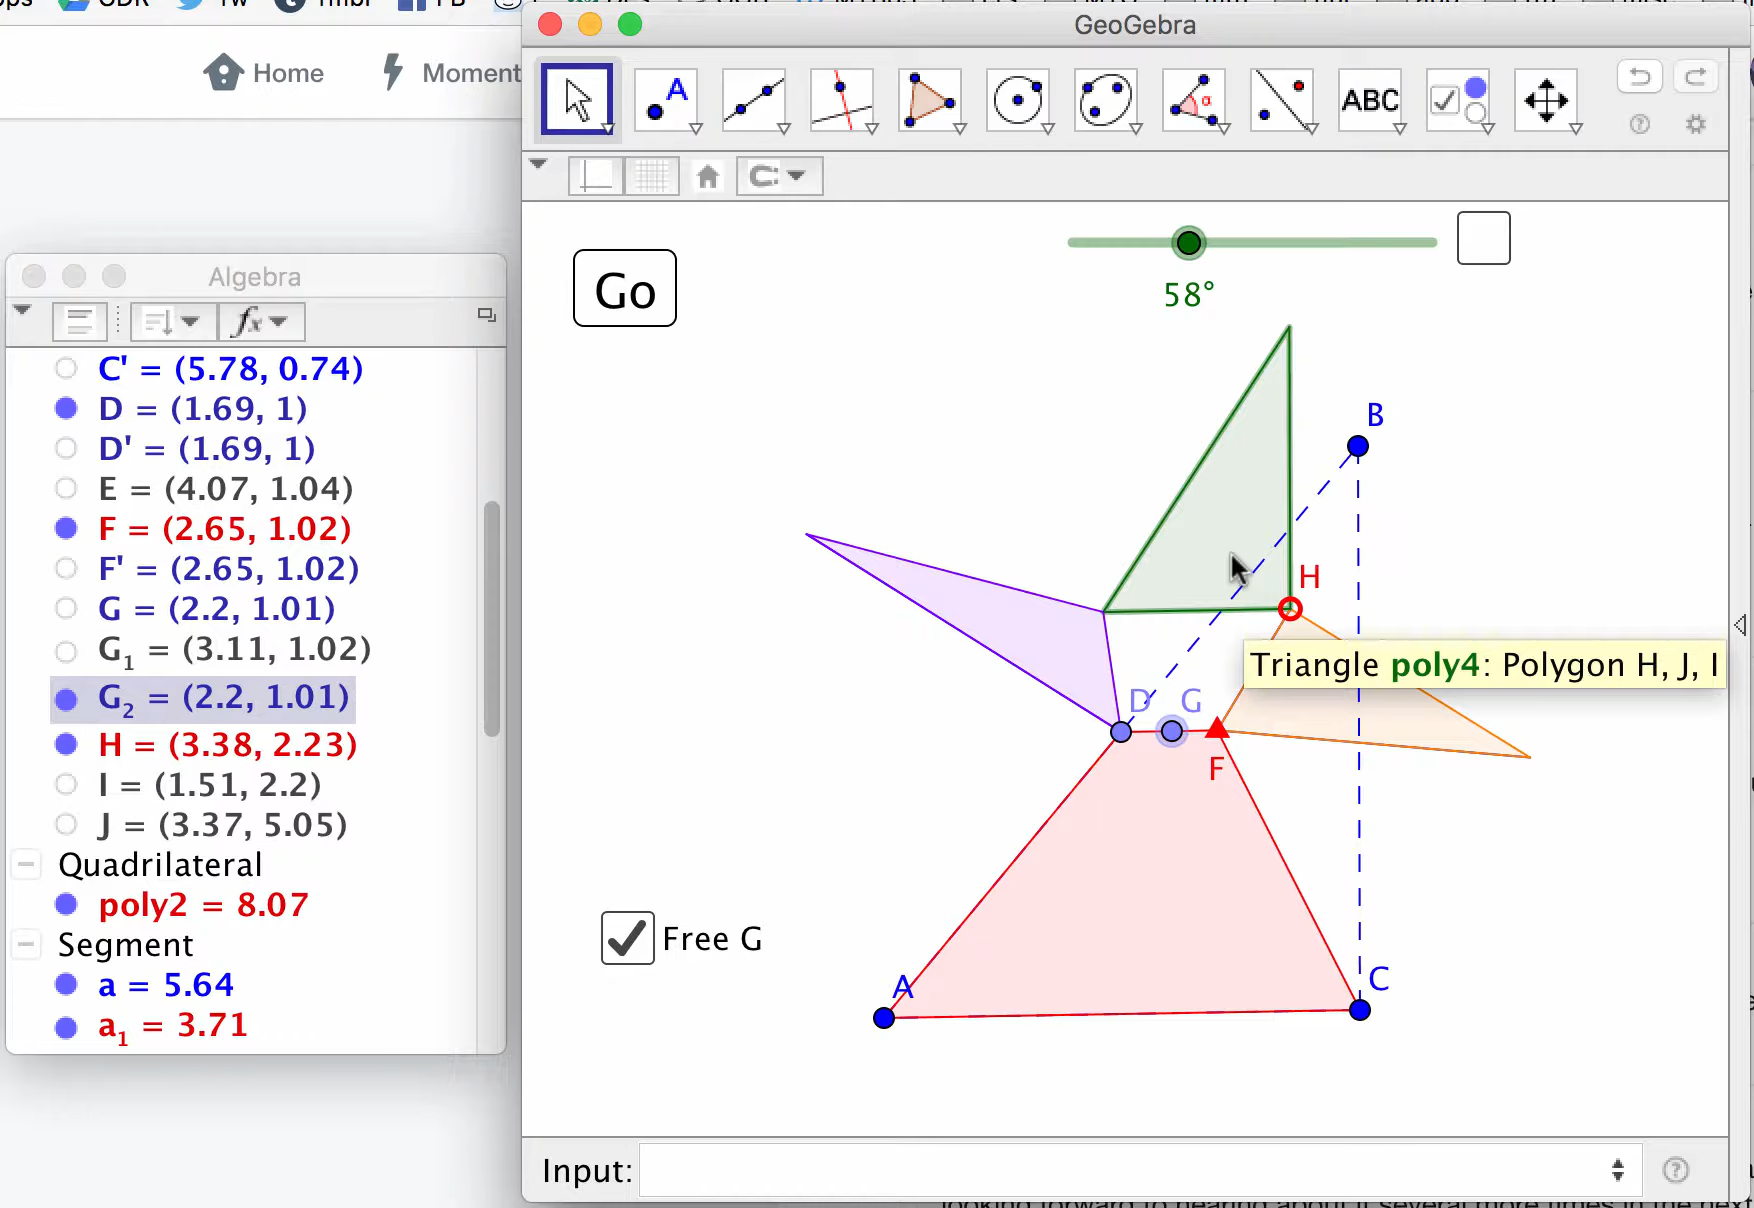 Home
Moment
GeoGebra
A
α
ABC
Algebra
fx
C' = (5.78, 0.74)
D = (1.69, 1)
D' = (1.69, 1)
E = (4.07, 1.04)
F = (2.65, 1.02)
F' = (2.65, 1.02)
G = (2.2, 1.01)
G₁ = (3.11, 1.02)
G₂ = (2.2, 1.01)
H = (3.38, 2.23)
I = (1.51, 2.2)
J = (3.37, 5.05)
Quadrilateral
poly2 = 8.07
Segment
a = 5.64
a₁ = 3.71
Go
58°
B
H
Triangle poly4: Polygon H, J, I
D
G
F
Free G
A
C
Input: